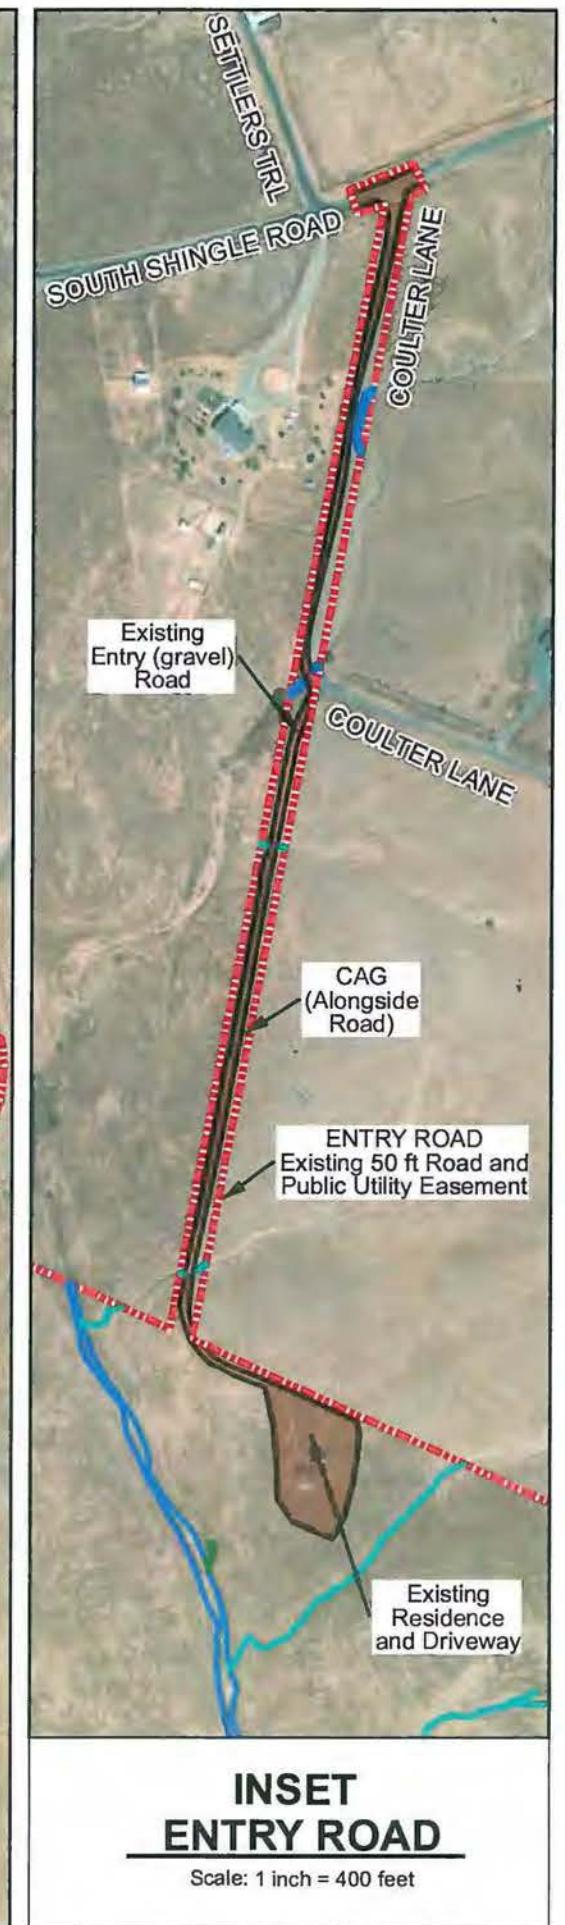 SETTLERS TRL
SOUTH SHINGLE ROAD
COULTER LANE
Existing
Entry (gravel)
Road
COULTER LANE
CAG
(Alongside
Road)
ENTRY ROAD
Existing 50 ft Road and
Public Utility Easement
Existing
Residence
and Driveway
INSET
ENTRY ROAD
Scale: 1 inch = 400 feet